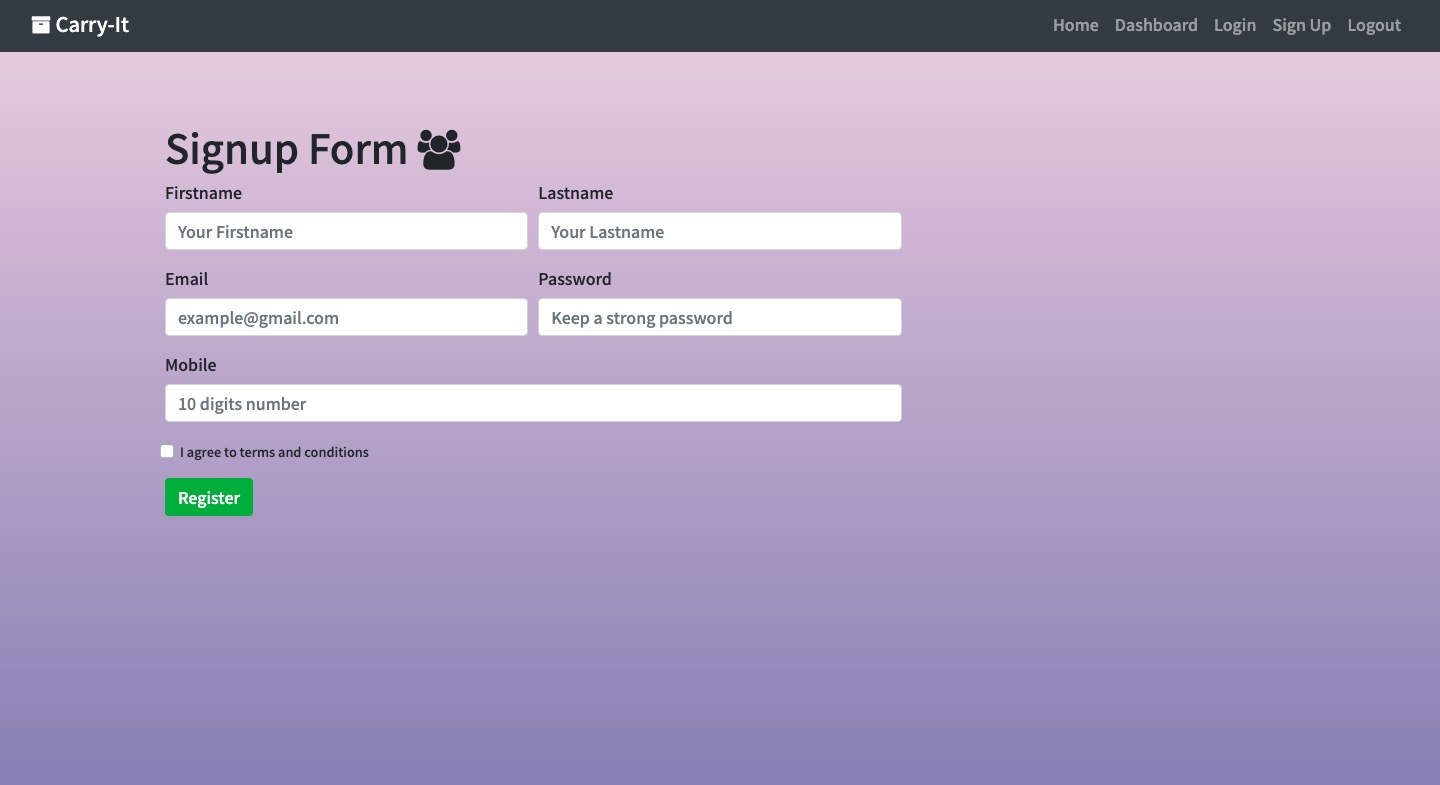 Carry-It
Home Dashboard Login Sign Up Logout
Signup Form
Firstname Lastname
Your Firstname Your Lastname
Email Password
example@gmail.com Keep a strong password
Mobile
10 digits number
I agree to terms and conditions
Register